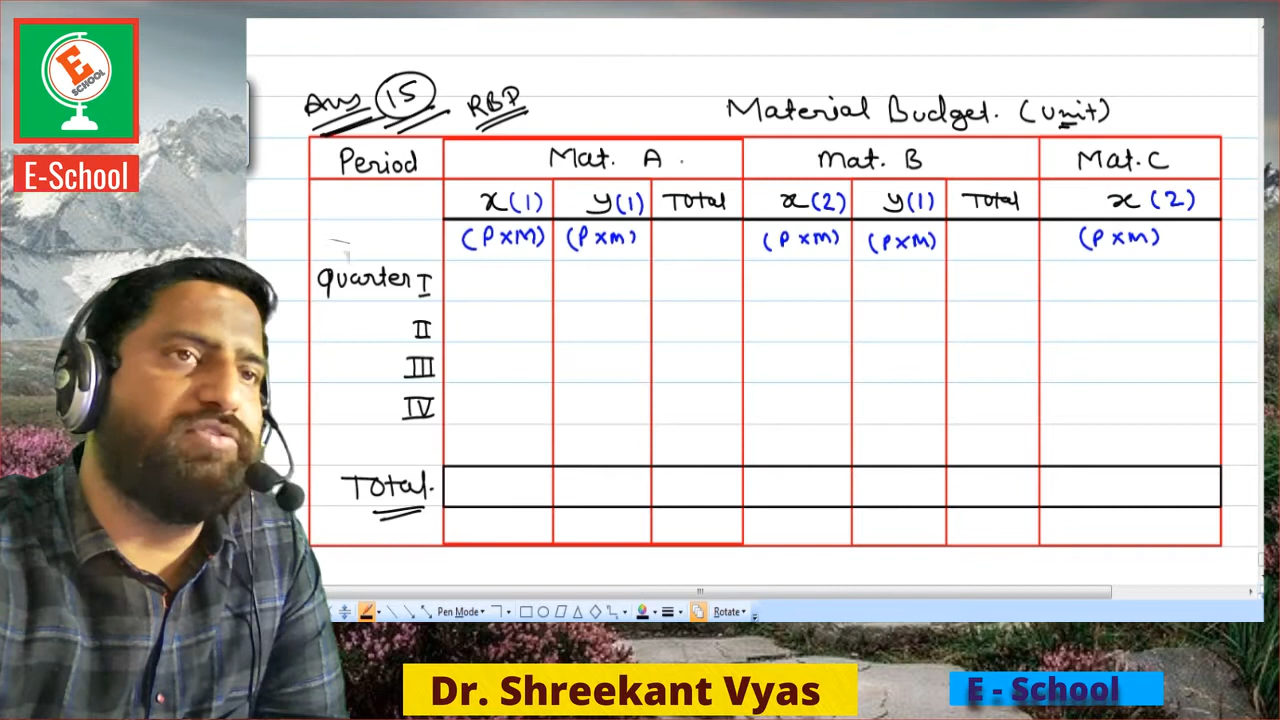 E
SCHOOL
E-School
Ans 15 RBP Material Budget. (unit)
Period Mat. A. mat. B Mat. C
x(1) y(1) Total x(2) y(1) Total x(2)
(P×M) (P×m) (P×M) (P×M) (P×M)
Quarter I
II
III
IV
Total.
Pen Mode Rotate
Dr. Shreekant Vyas
E - School